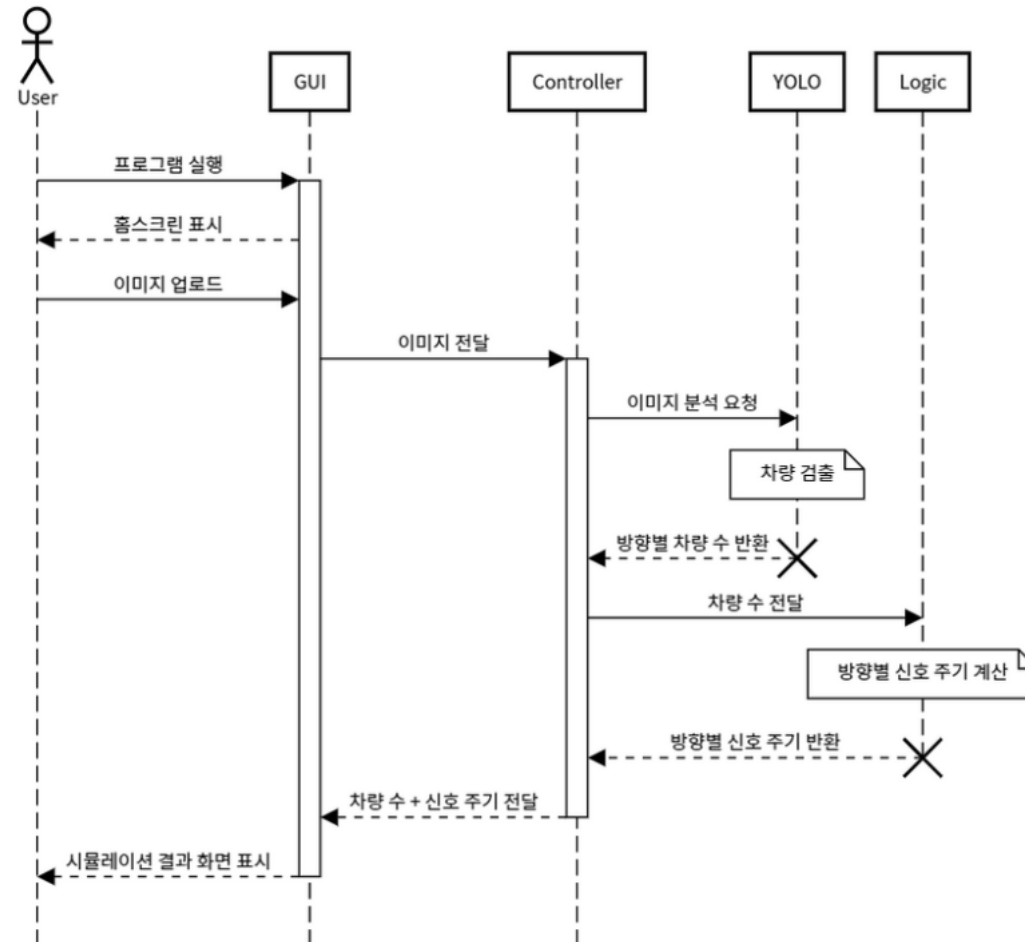 User
GUI
Controller
YOLO
Logic
프로그램 실행
홈스크린 표시
이미지 업로드
이미지 전달
이미지 분석 요청
차량 검출
방향별 차량 수 반환
차량 수 전달
방향별 신호 주기 계산
방향별 신호 주기 반환
차량 수 + 신호 주기 전달
시뮬레이션 결과 화면 표시